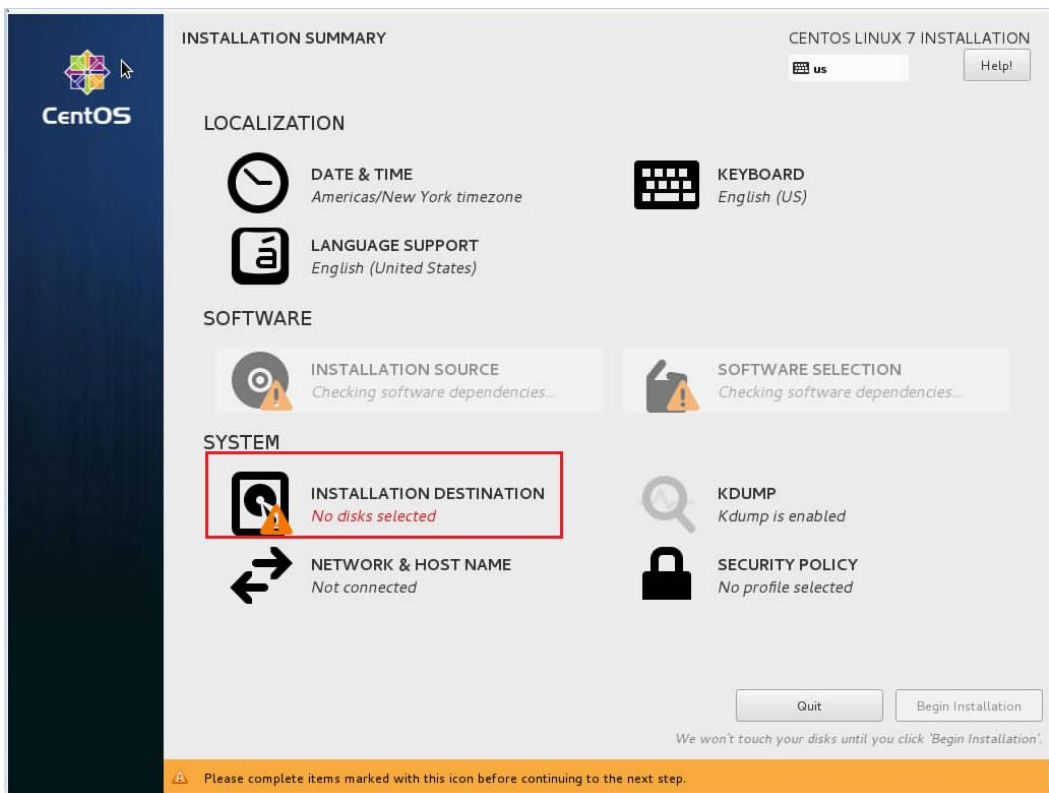 INSTALLATION SUMMARY
CENTOS LINUX 7 INSTALLATION
us
Help!
CentOS
LOCALIZATION
DATE & TIME
Americas/New York timezone
KEYBOARD
English (US)
LANGUAGE SUPPORT
English (United States)
á
SOFTWARE
INSTALLATION SOURCE
Checking software dependencies...
SOFTWARE SELECTION
Checking software dependencies...
SYSTEM
INSTALLATION DESTINATION
No disks selected
KDUMP
Kdump is enabled
NETWORK & HOST NAME
Not connected
SECURITY POLICY
No profile selected
Quit
Begin Installation
We won't touch your disks until you click 'Begin Installation'.
Please complete items marked with this icon before continuing to the next step.